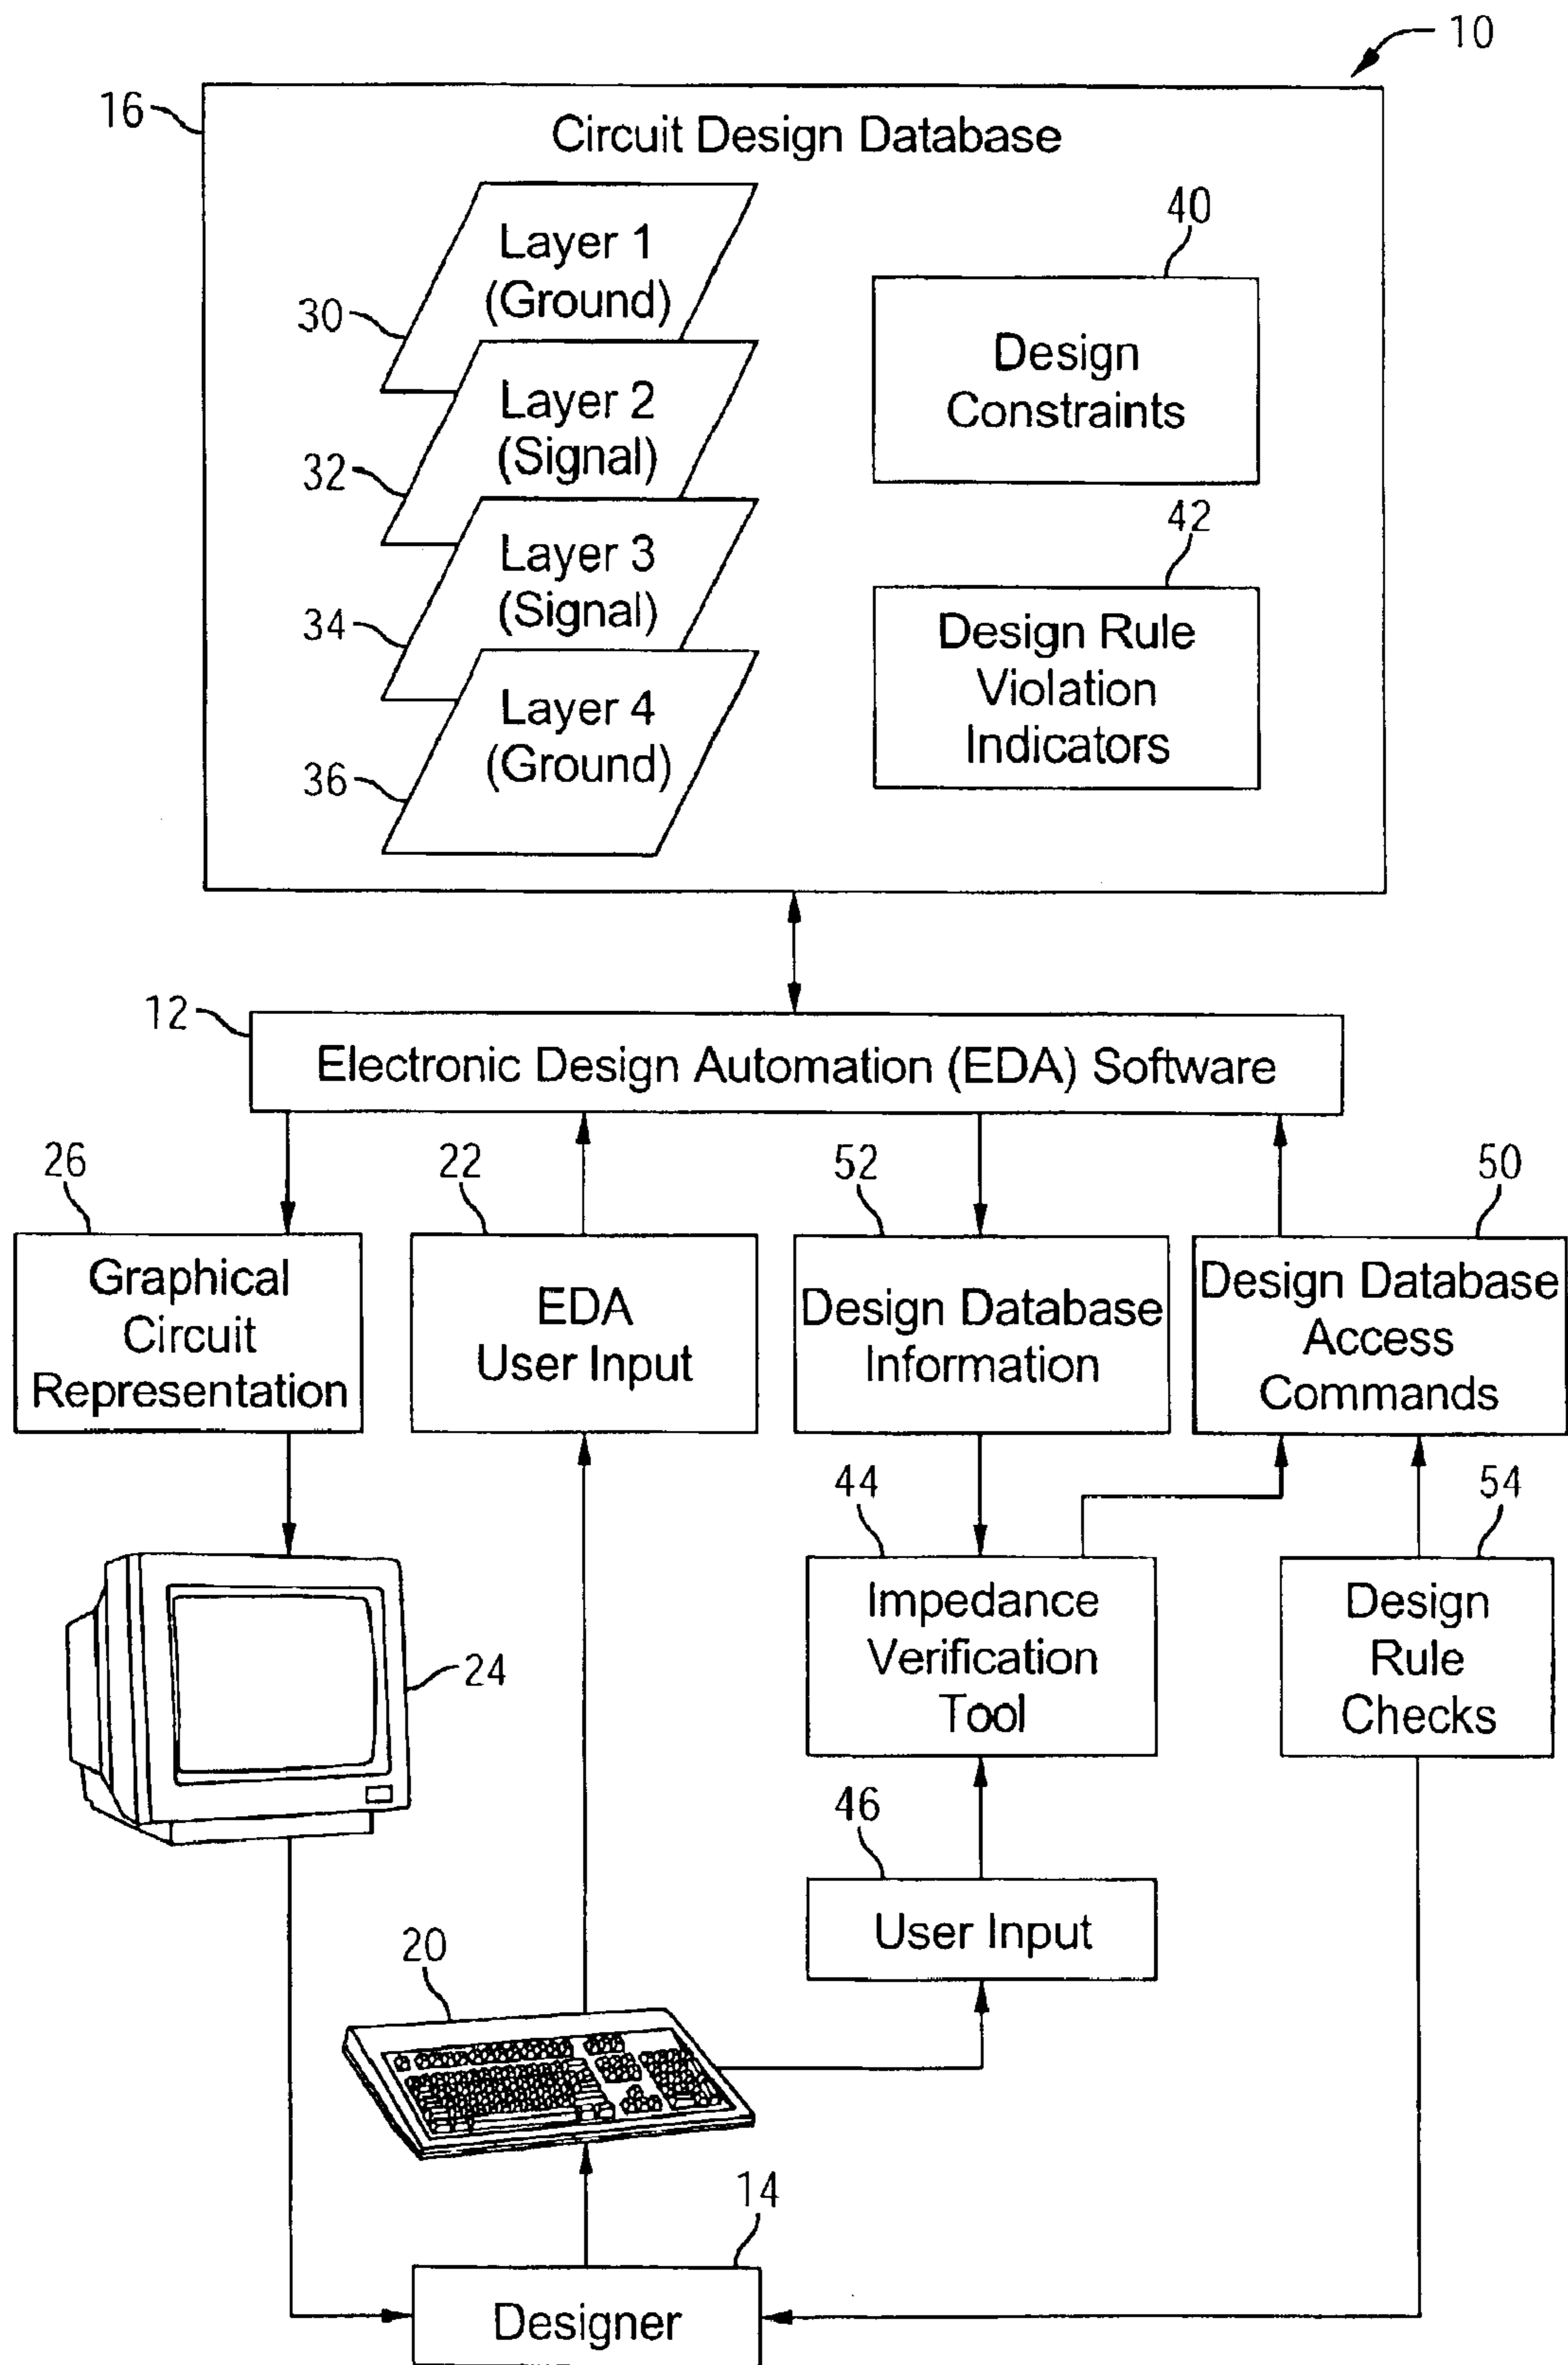 10
16
Circuit Design Database
Layer 1
(Ground)
30
Layer 2
(Signal)
32
Layer 3
(Signal)
34
Layer 4
(Ground)
36
40
Design
Constraints
42
Design Rule
Violation
Indicators
12
Electronic Design Automation (EDA) Software
26
Graphical
Circuit
Representation
22
EDA
User Input
52
Design Database
Information
50
Design Database
Access
Commands
24
44
Impedance
Verification
Tool
54
Design
Rule
Checks
46
User Input
20
14
Designer